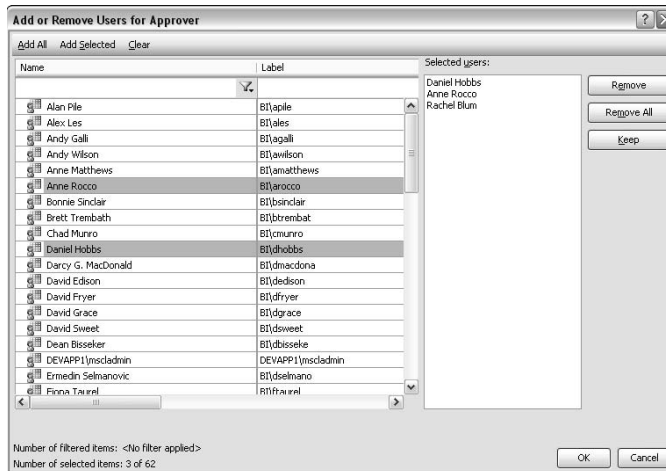 Add or Remove Users for Approver
Add All Add Selected Clear
Name Label
Selected users:
Alan Pile BI\apile
Alex Les BI\ales
Andy Galli BI\agalli
Andy Wilson BI\awilson
Anne Matthews BI\amatthews
Anne Rocco BI\arocco
Bonnie Sinclair BI\bsinclair
Brett Trembath BI\btrembat
Chad Munro BI\cmunro
Daniel Hobbs BI\dhobbs
Darcy G. MacDonald BI\dmacdona
David Edison BI\dedison
David Fryer BI\dfryer
David Grace BI\dgrace
David Sweet BI\dsweet
Dean Bisseker BI\dbisseke
DEVAPP1\mscladmin DEVAPP1\mscladmin
Ermedin Selmanovic BI\dselmano
Fiona Taurel BI\ftaurel
Daniel Hobbs
Anne Rocco
Rachel Blum
Remove
Remove All
Keep
Number of filtered items: <No filter applied>
Number of selected items: 3 of 62
OK Cancel